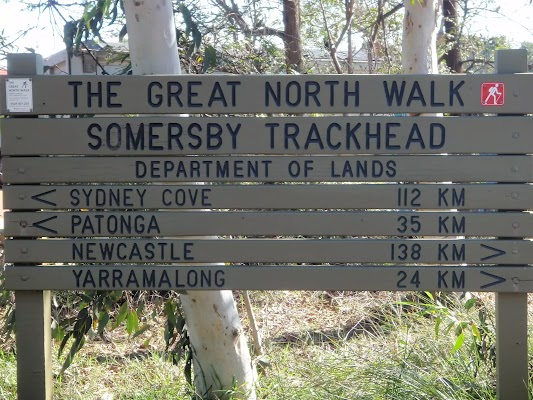 THE GREAT NORTH WALK
SOMERSBY TRACKHEAD
DEPARTMENT OF LANDS
< SYDNEY COVE 112 KM
< PATONGA 35 KM
NEWCASTLE 138 KM >
YARRAMALONG 24 KM >